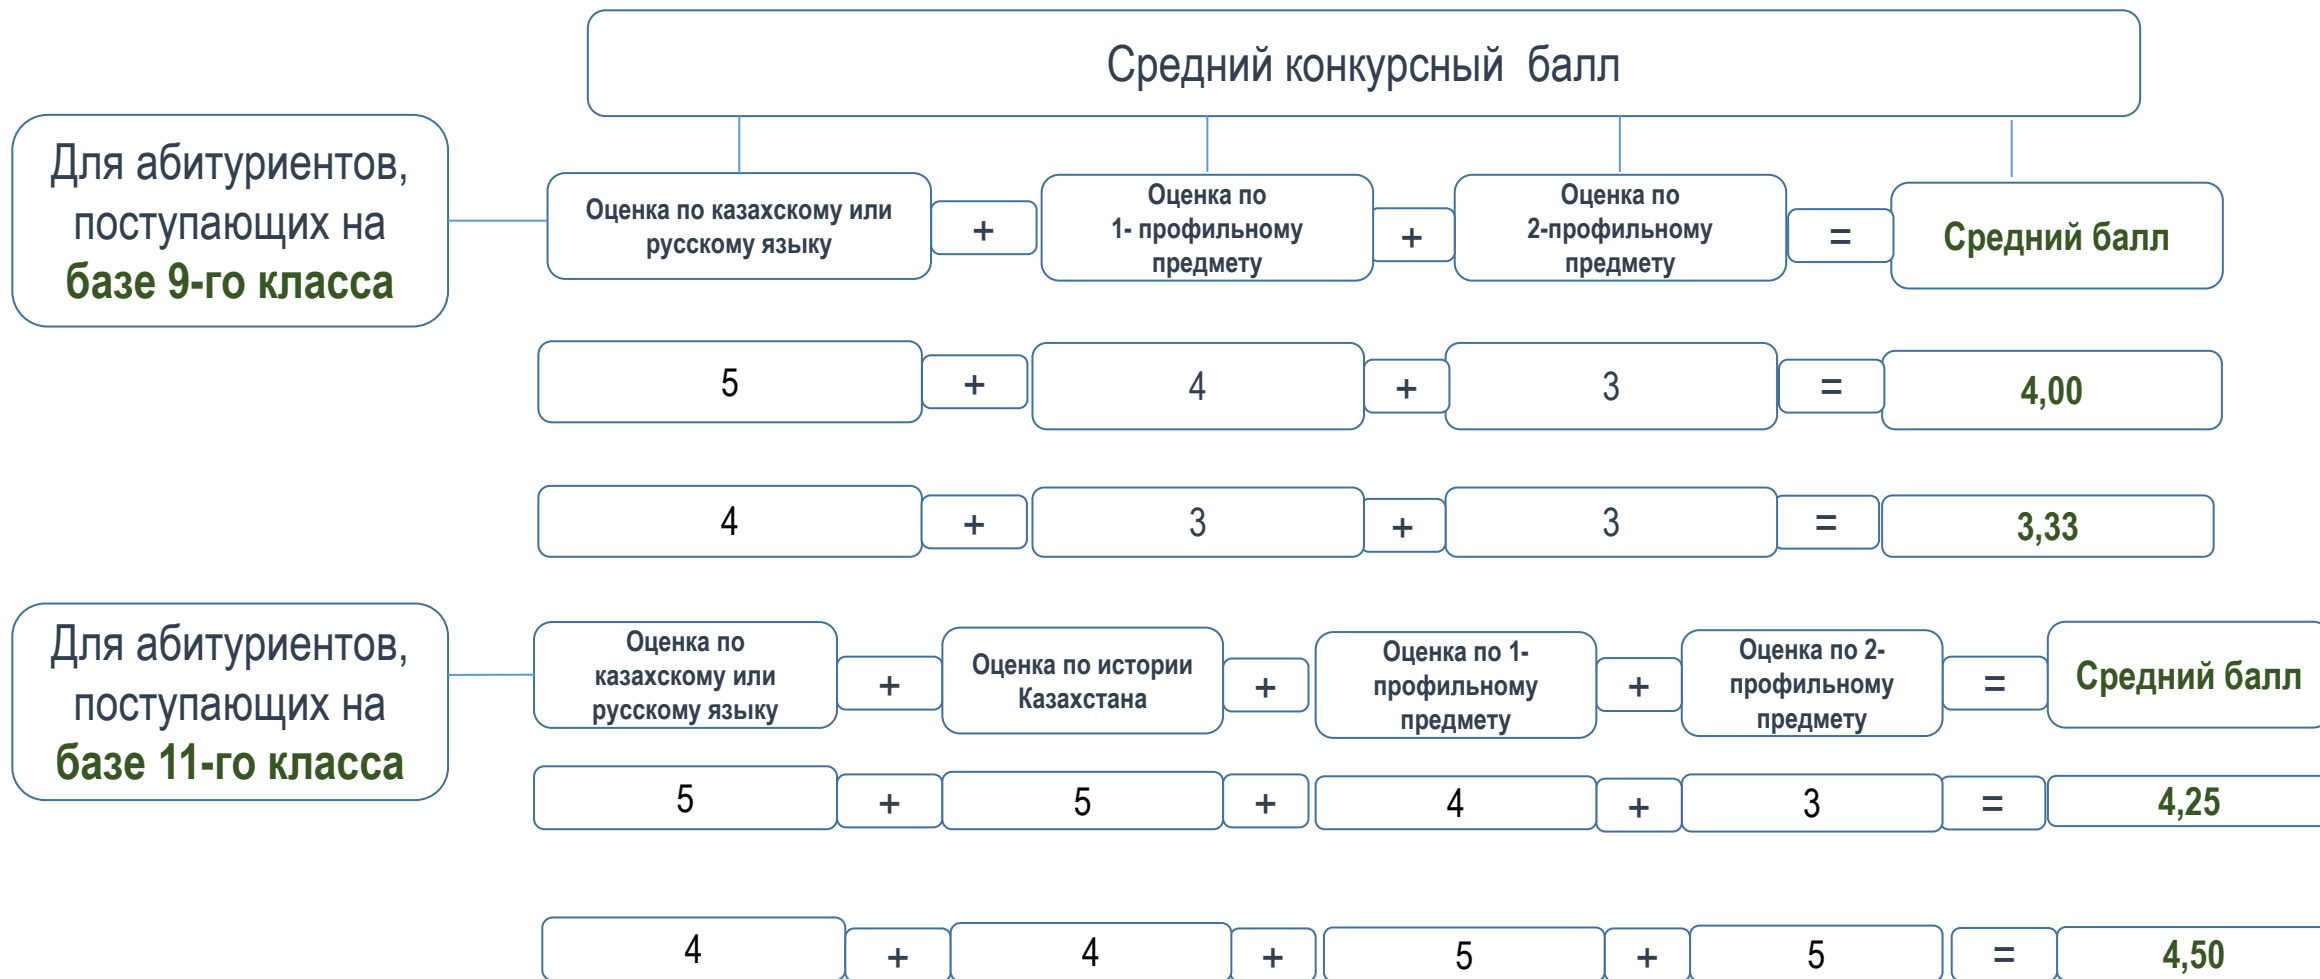 Средний конкурсный балл
Для абитуриентов,
поступающих на
базе 9-го класса
Оценка по казахскому или
русскому языку
+
Оценка по
1- профильному
предмету
+
Оценка по
2-профильному
предмету
=
Средний балл
5 + 4 + 3 = 4,00
4 + 3 + 3 = 3,33
Для абитуриентов,
поступающих на
базе 11-го класса
Оценка по
казахскому или
русскому языку
+
Оценка по истории
Казахстана
+
Оценка по 1-
профильному
предмету
+
Оценка по 2-
профильному
предмету
=
Средний балл
5 + 5 + 4 + 3 = 4,25
4 + 4 + 5 + 5 = 4,50